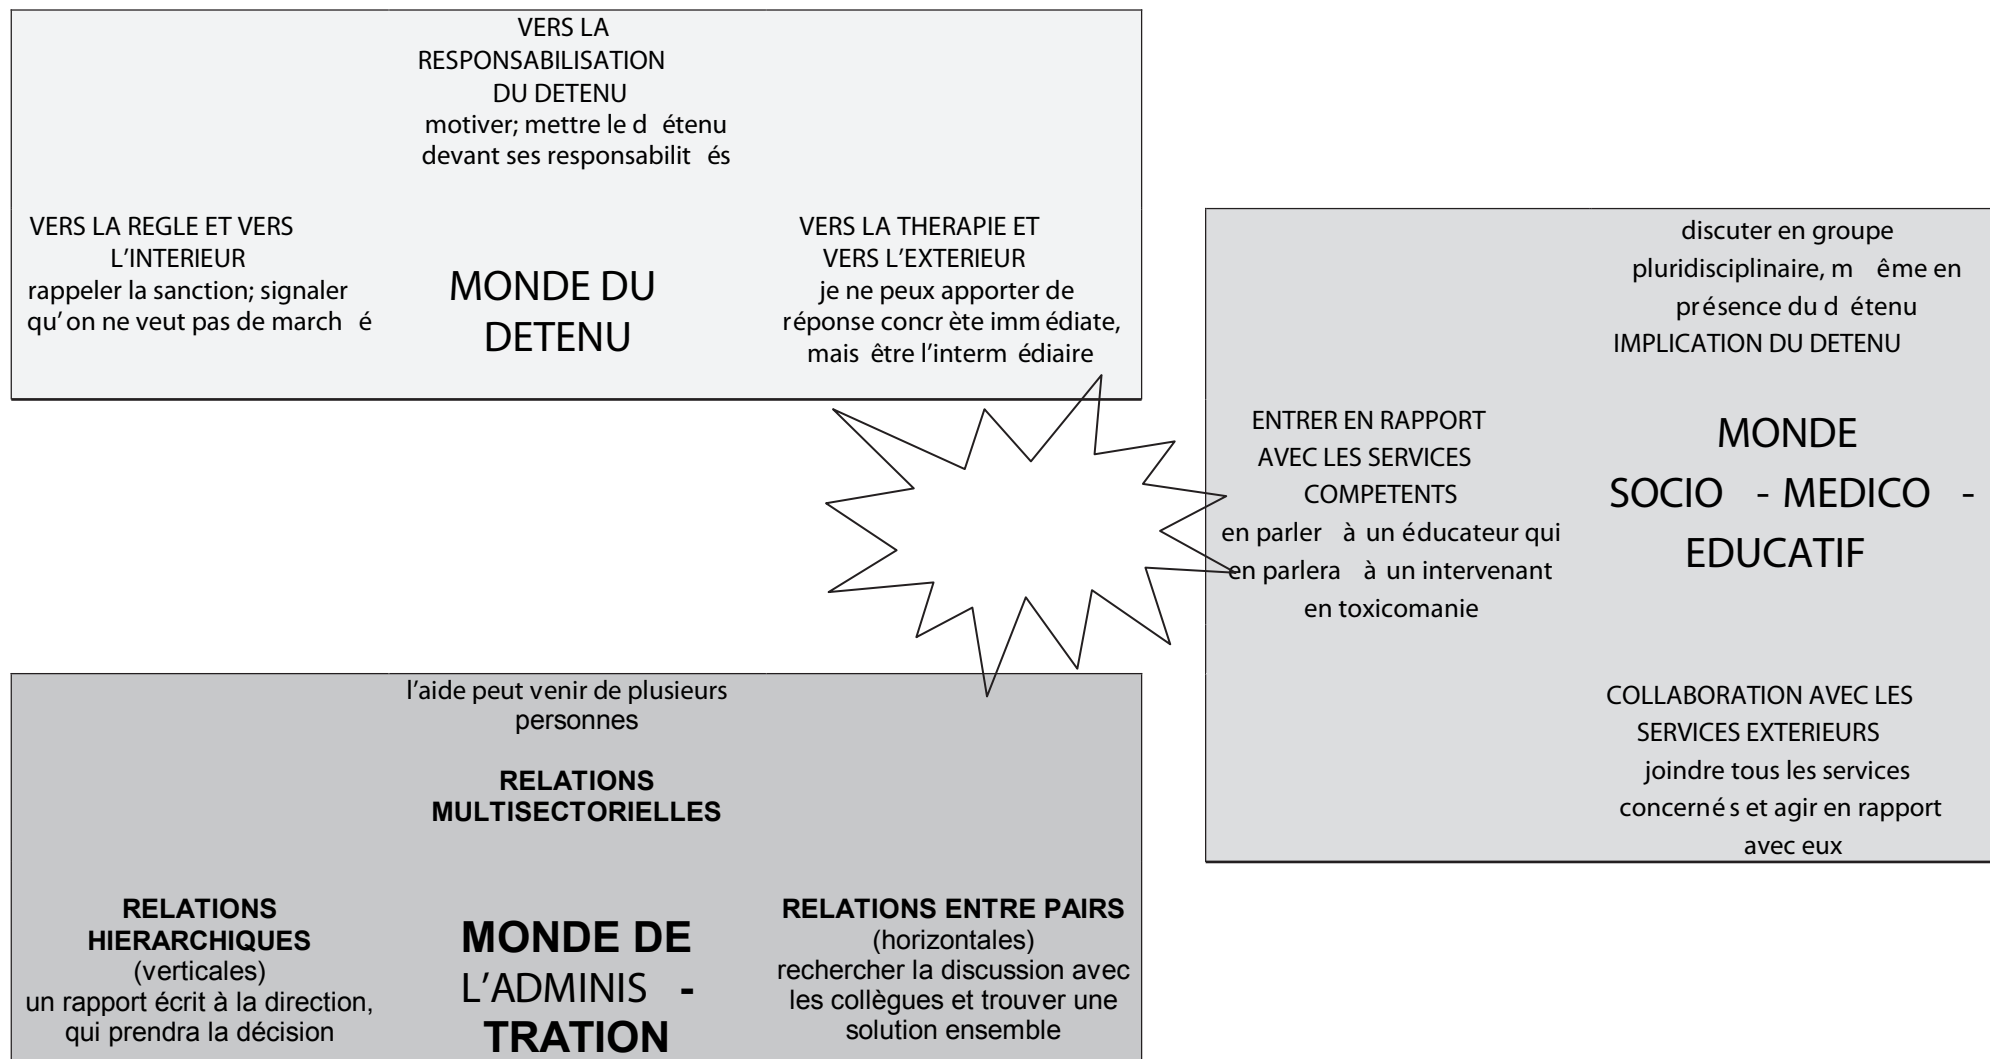 VERS LA
RESPONSABILISATION
DU DETENU
motiver; mettre le détenu
devant ses responsabilités
VERS LA REGLE ET VERS
L'INTERIEUR
rappeler la sanction; signaler
qu'on ne veut pas de marché
MONDE DU
DETENU
VERS LA THERAPIE ET
VERS L'EXTERIEUR
je ne peux apporter de
réponse concrète immédiate,
mais être l'intermédiaire
discuter en groupe
pluridisciplinaire, même en
présence du détenu
IMPLICATION DU DETENU
ENTRER EN RAPPORT
AVEC LES SERVICES
COMPETENTS
en parler à un éducateur qui
en parlera à un intervenant
en toxicomanie
MONDE
SOCIO - MEDICO -
EDUCATIF
COLLABORATION AVEC LES
SERVICES EXTERIEURS
joindre tous les services
concernés et agir en rapport
avec eux
l'aide peut venir de plusieurs
personnes
RELATIONS
MULTISECTORIELLES
RELATIONS
HIERARCHIQUES
(verticales)
un rapport écrit à la direction,
qui prendra la décision
MONDE DE
L'ADMINIS -
TRATION
RELATIONS ENTRE PAIRS
(horizontales)
rechercher la discussion avec
les collègues et trouver une
solution ensemble